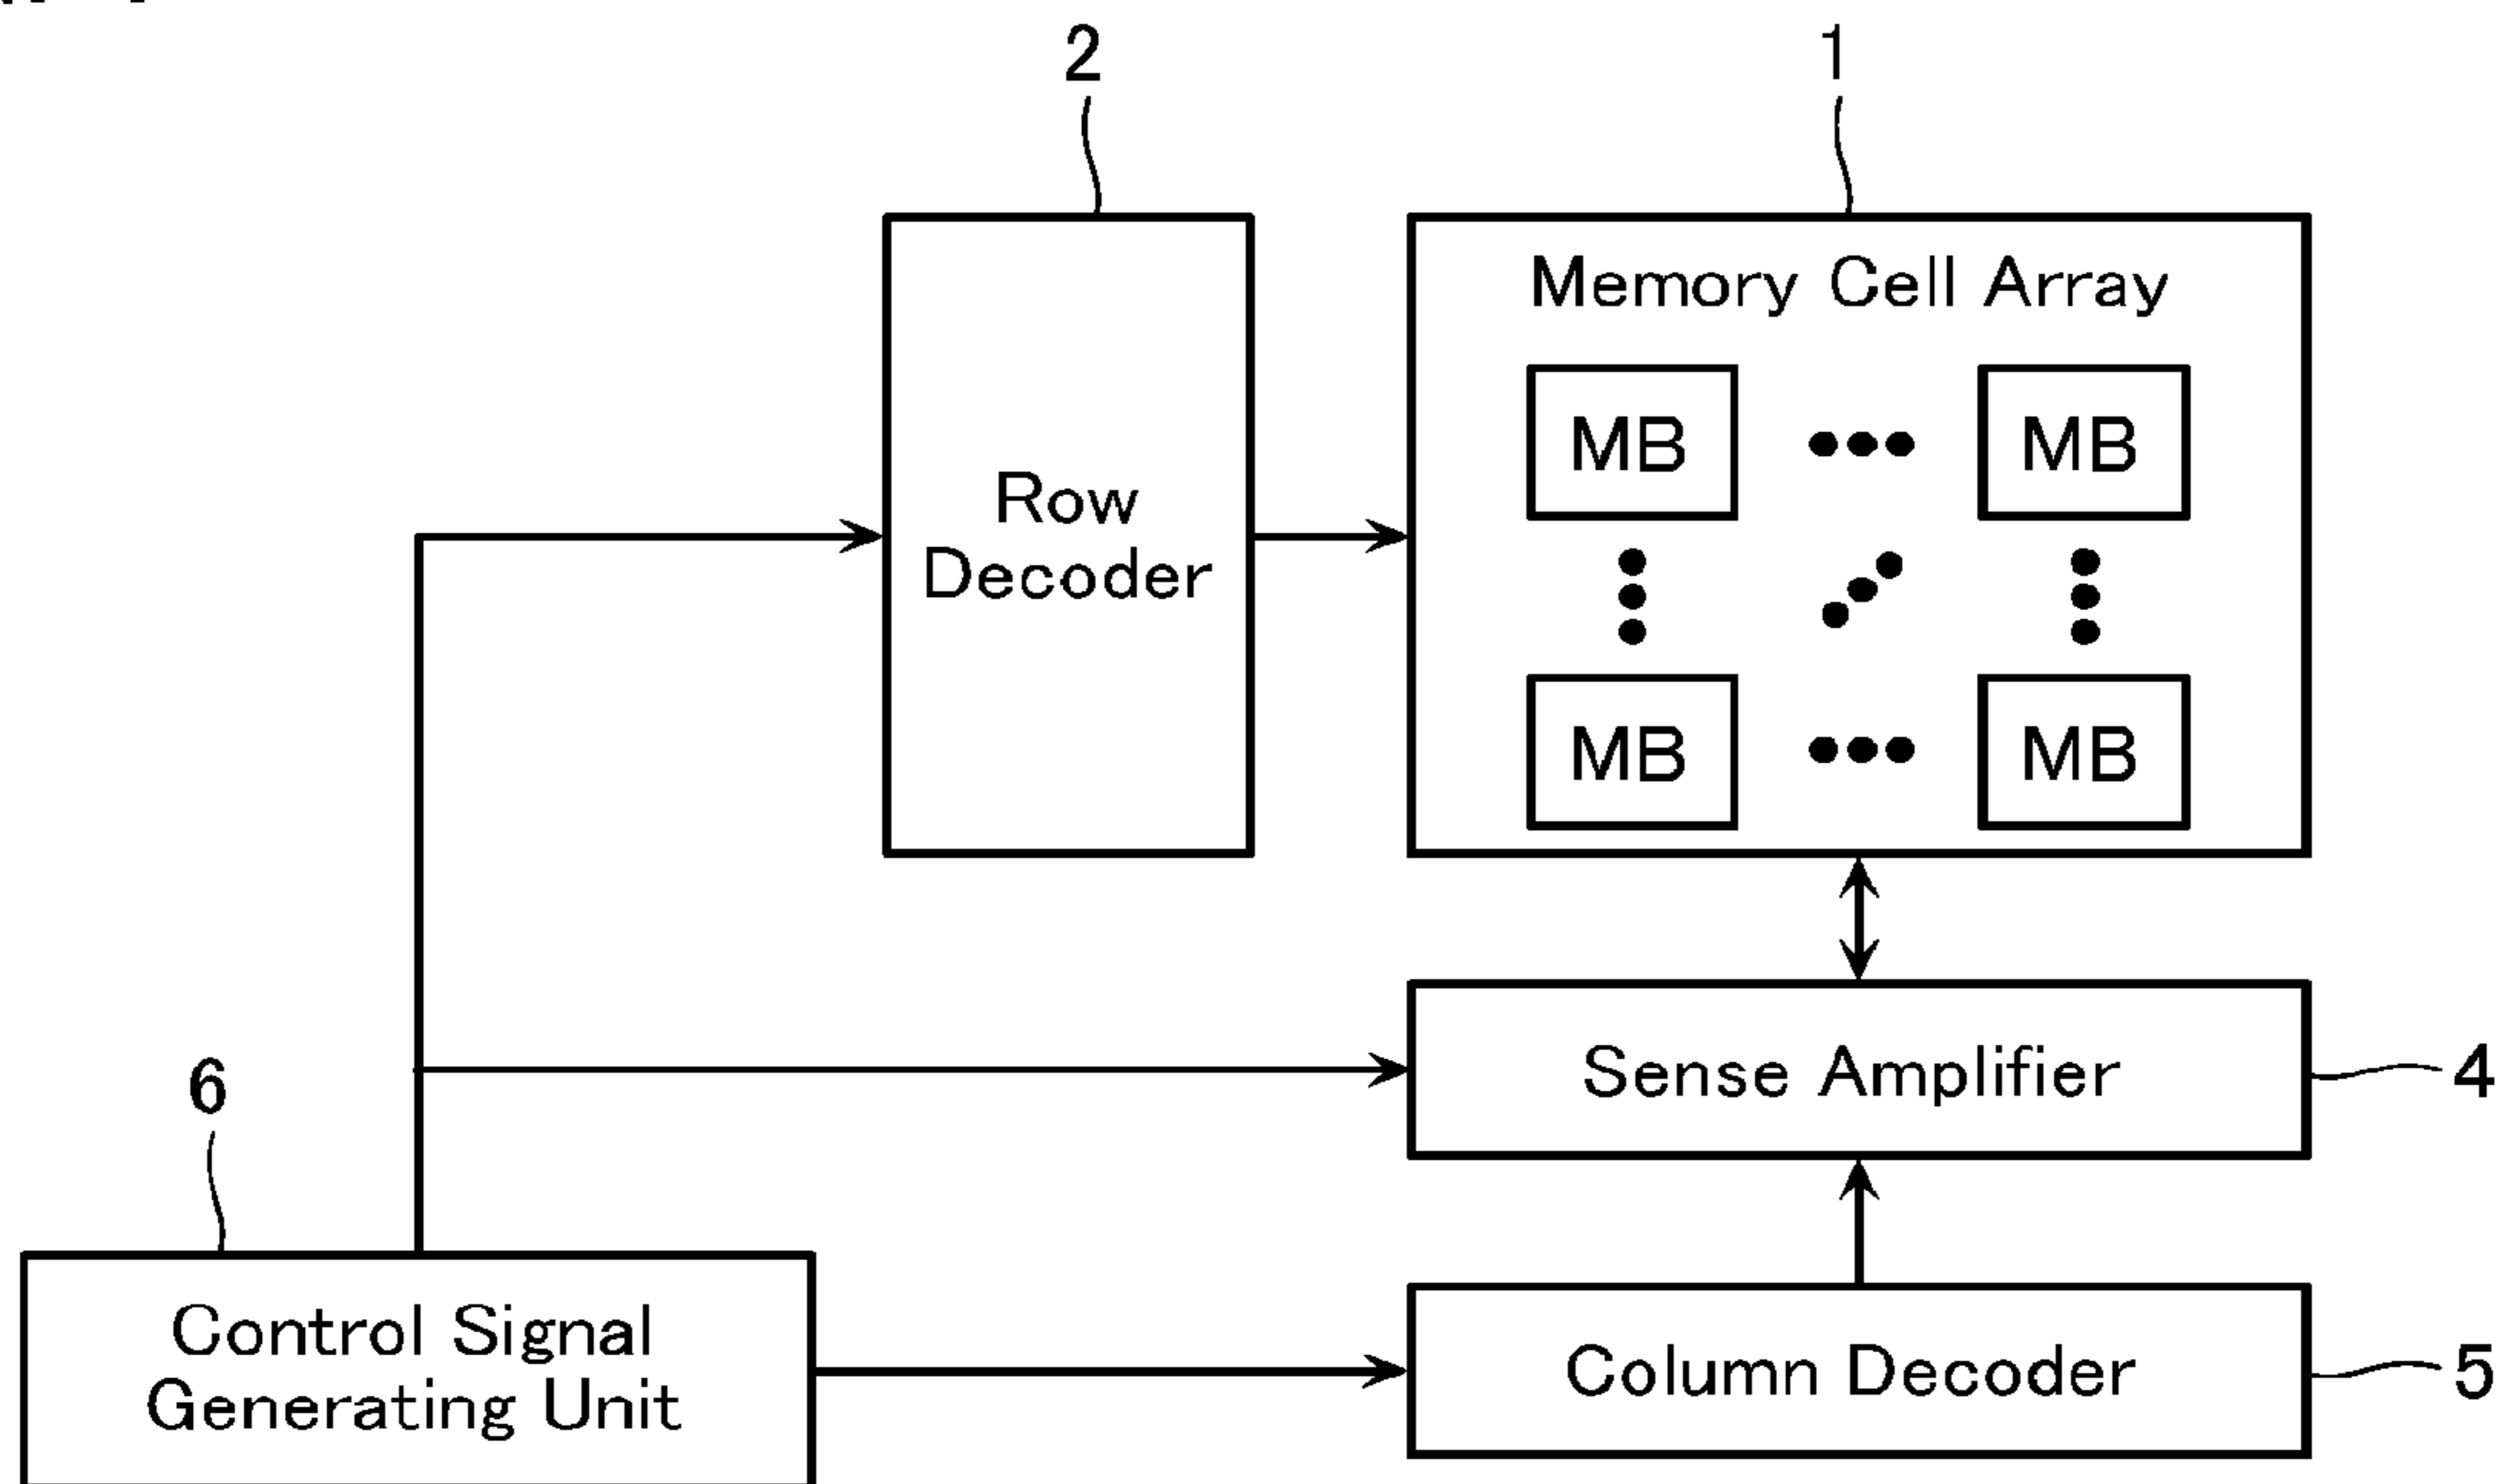 2
1
Memory Cell Array
MB ••• MB
Row
Decoder
MB ••• MB
Sense Amplifier
4
6
Control Signal
Generating Unit
Column Decoder
5